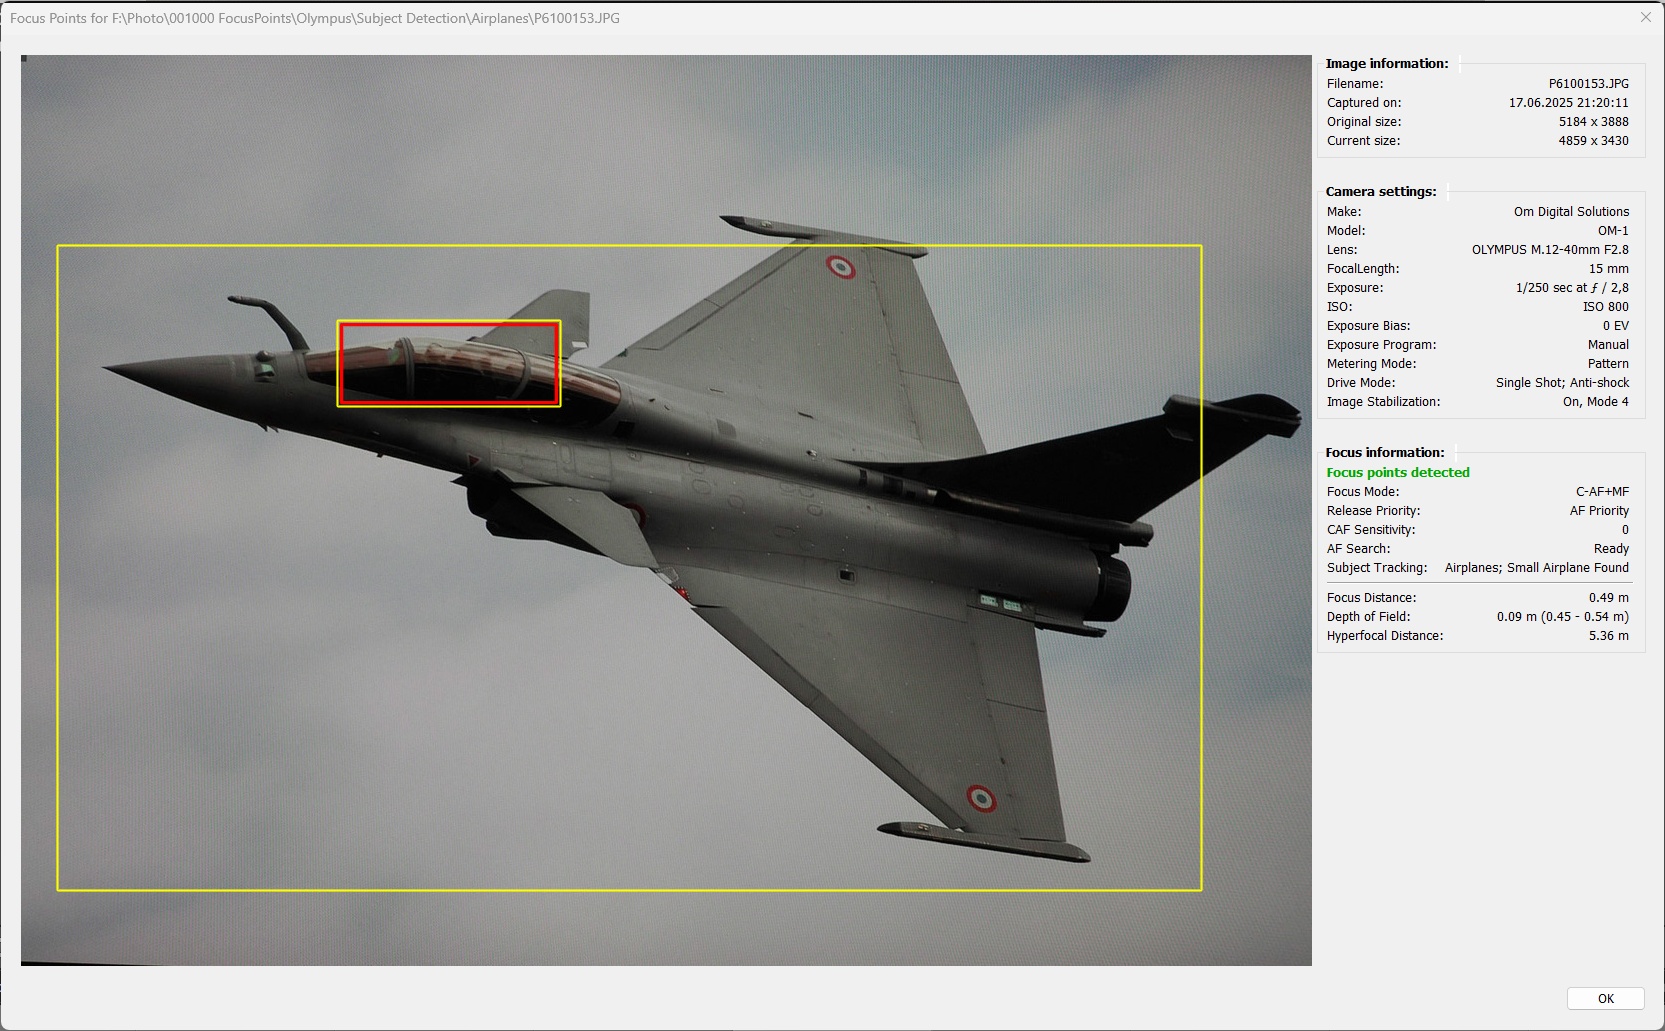 Focus Points for F:\Photo\001000 FocusPoints\Olympus\Subject Detection\Airplanes\P6100153.JPG
Image information:
Filename: P6100153.JPG
Captured on: 17.06.2025 21:20:11
Original size: 5184 x 3888
Current size: 4859 x 3430
Camera settings:
Make: Om Digital Solutions
Model: OM-1
Lens: OLYMPUS M.12-40mm F2.8
FocalLength: 15 mm
Exposure: 1/250 sec at ƒ / 2,8
ISO: ISO 800
Exposure Bias: 0 EV
Exposure Program: Manual
Metering Mode: Pattern
Drive Mode: Single Shot; Anti-shock
Image Stabilization: On, Mode 4
Focus information:
Focus points detected
Focus Mode: C-AF+MF
Release Priority: AF Priority
CAF Sensitivity: 0
AF Search: Ready
Subject Tracking: Airplanes; Small Airplane Found
Focus Distance: 0.49 m
Depth of Field: 0.09 m (0.45 - 0.54 m)
Hyperfocal Distance: 5.36 m
OK